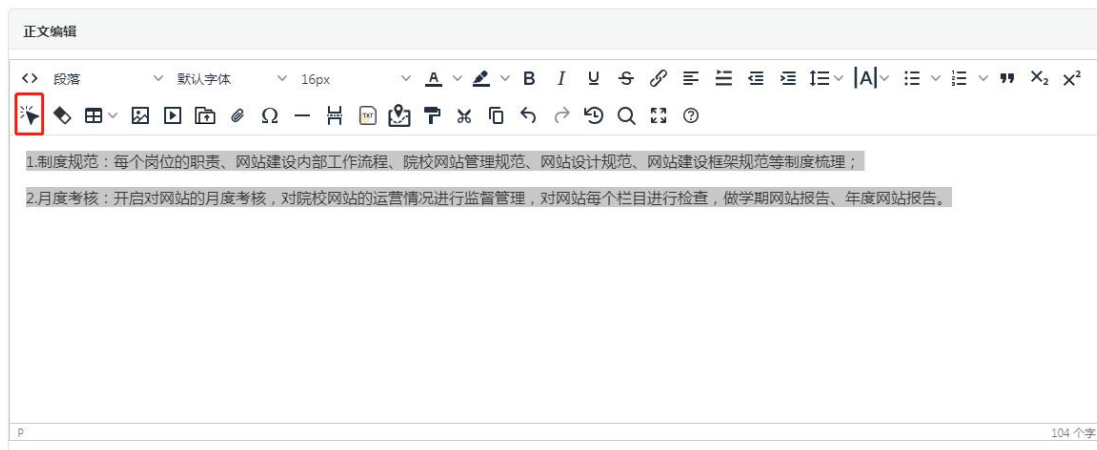 正文编辑
段落 默认字体 16px A B I U S A X₂ X²
Ω TXT
1.制度规范：每个岗位的职责、网站建设内部工作流程、院校网站管理规范、网站设计规范、网站建设框架规范等制度梳理；
2.月度考核：开启对网站的月度考核，对院校网站的运营情况进行监督管理，对网站每个栏目进行检查，做学期网站报告、年度网站报告。
P 104 个字